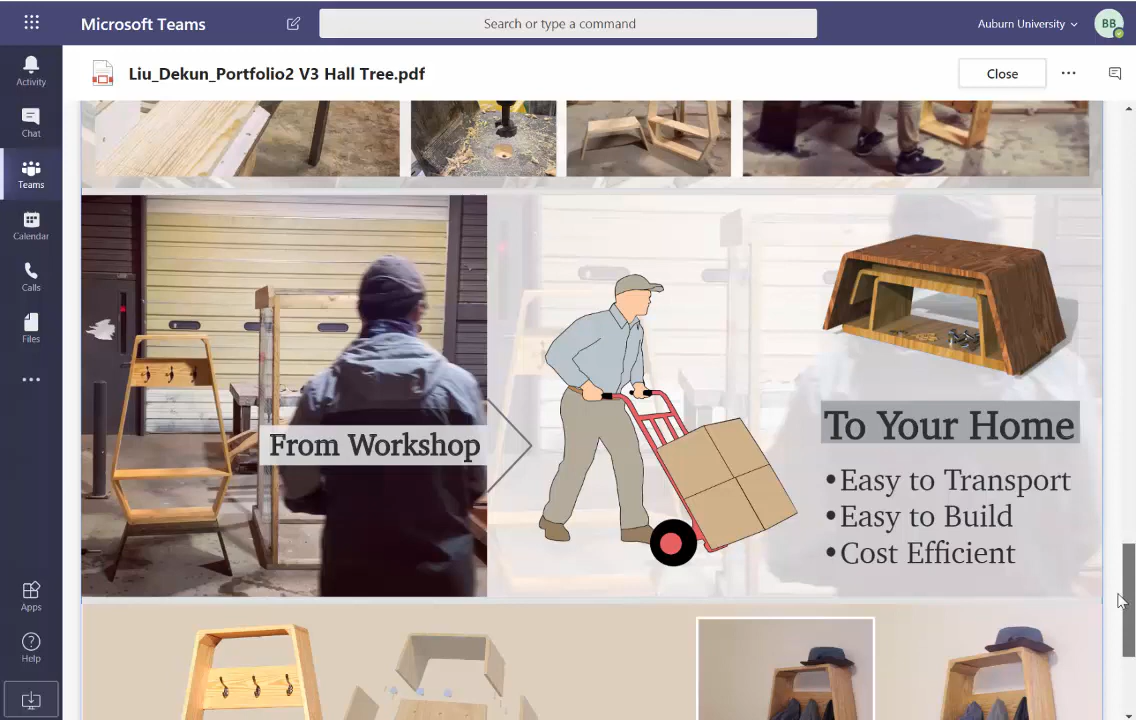 Microsoft Teams
Search or type a command
Auburn University
BB
Activity
Chat
Teams
Calendar
Calls
Files
Apps
Help
Liu_Dekun_Portfolio2 V3 Hall Tree.pdf
Close
From Workshop
To Your Home
•Easy to Transport
•Easy to Build
•Cost Efficient